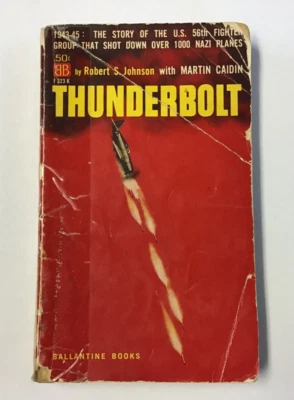 1943-45: THE STORY OF THE U.S. 56th FIGHTER
GROUP THAT SHOT DOWN OVER 1000 NAZI PLANES
50¢
BB
F 323 K
by Robert S. Johnson with MARTIN CAIDIN
THUNDERBOLT
BALLANTINE BOOKS